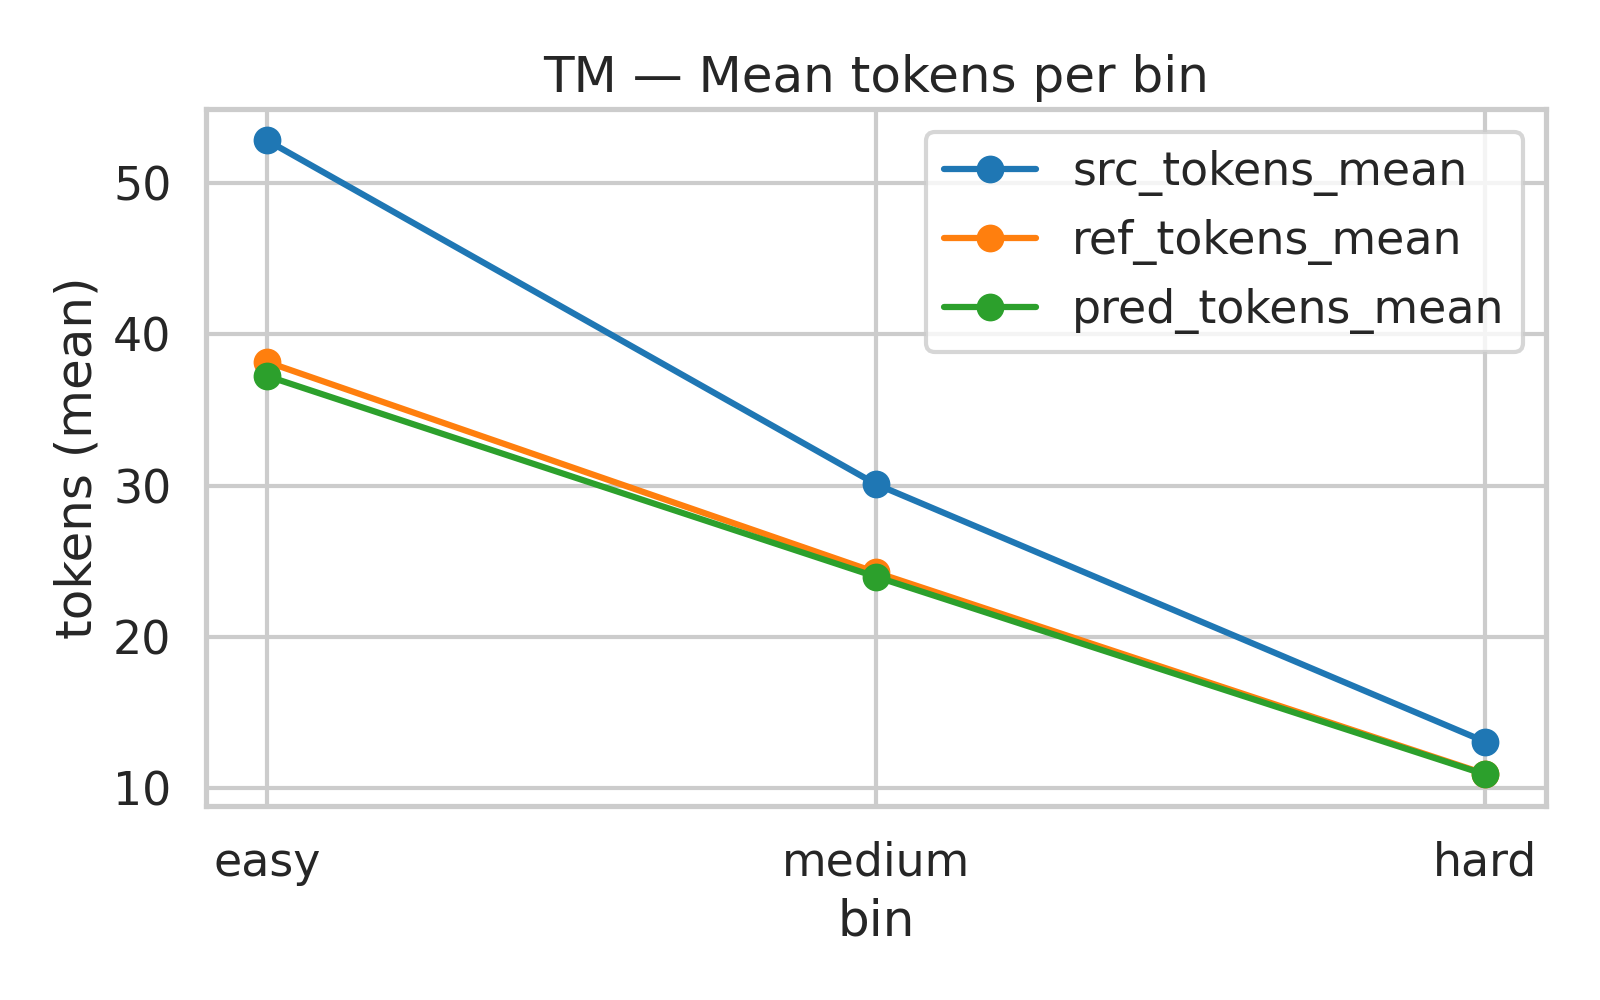 TM — Mean tokens per bin
src_tokens_mean
ref_tokens_mean
pred_tokens_mean
tokens (mean)
50
40
30
20
10
easy medium hard
bin